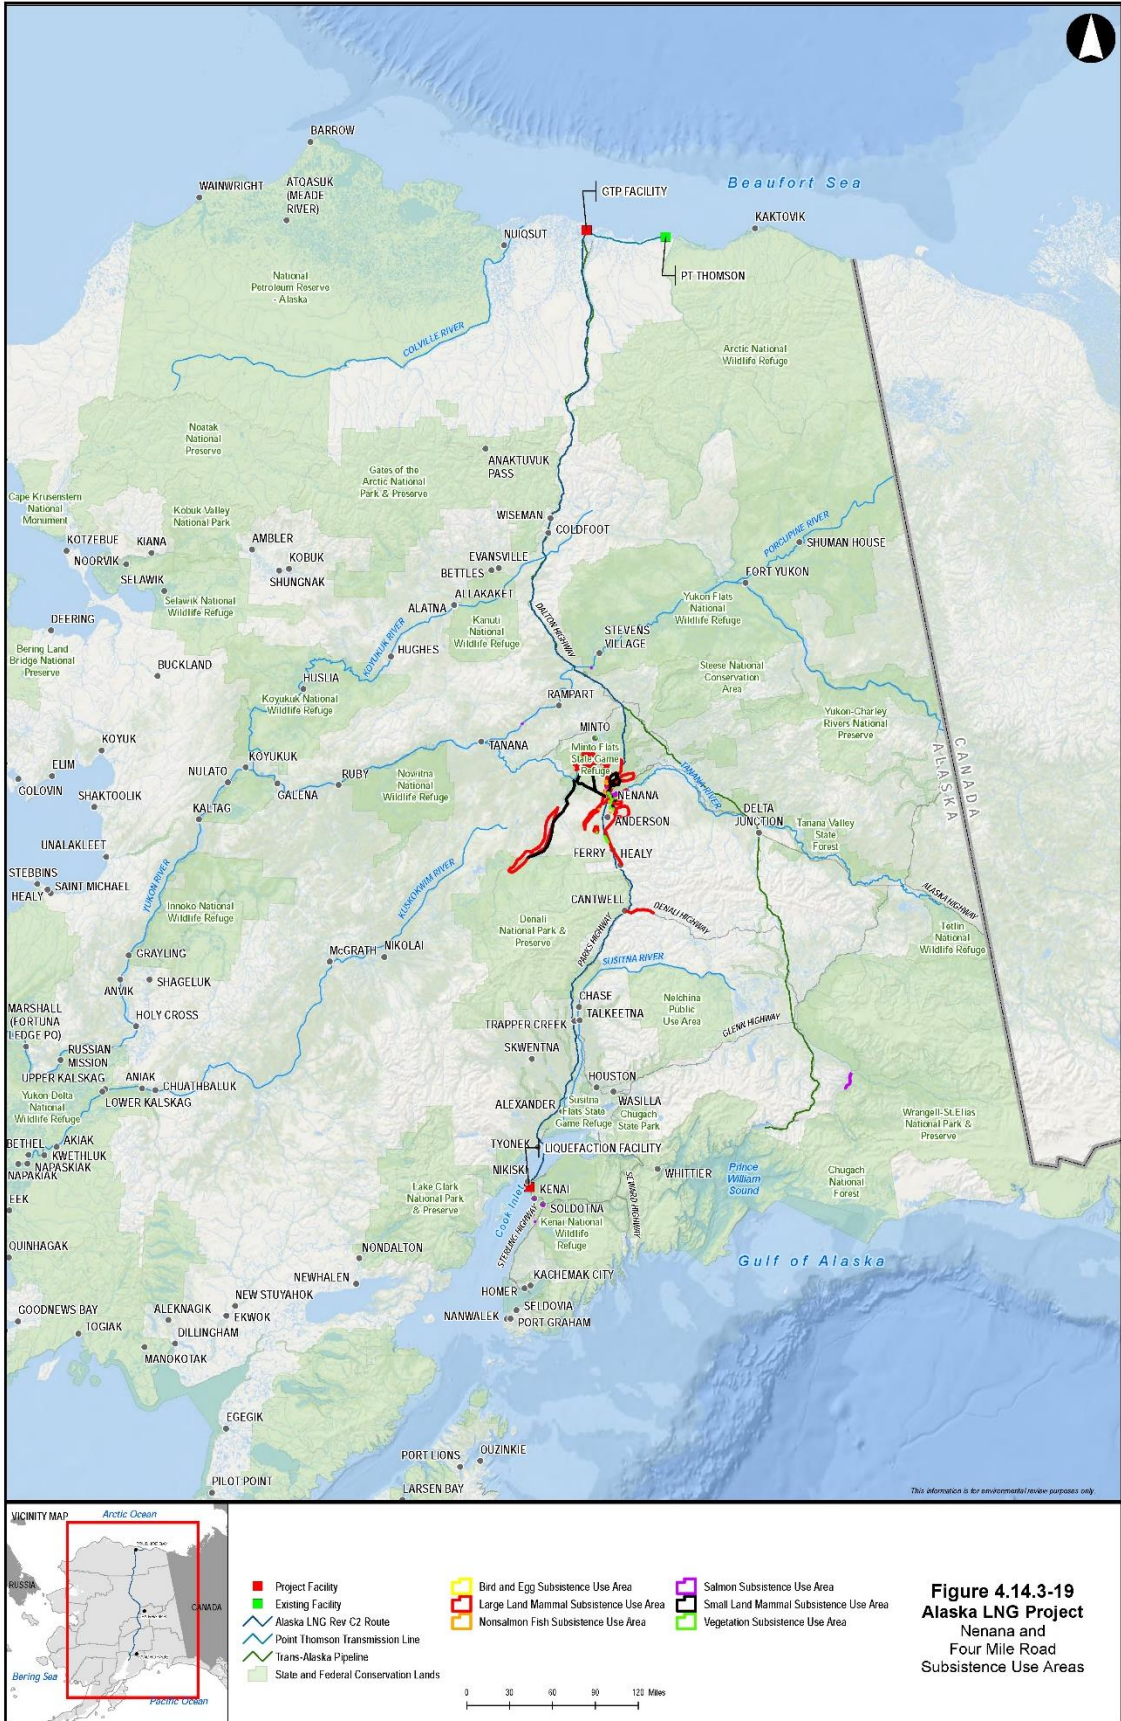 BARROW
WAINWRIGHT
ATQASUK
(MEADE
RIVER)
GTP FACILITY
Beaufort Sea
KAKTOVIK
NUIQSUT
PT THOMSON
National
Petroleum Reserve
- Alaska
COLVILLE RIVER
Arctic National
Wildlife Refuge
Noatak
National
Preserve
ANAKTUVUK
PASS
Gates of the
Arctic National
Park & Preserve
Cape Krusenstern
National
Monument
Kobuk Valley
National Park
WISEMAN
COLDFOOT
PORCUPINE RIVER
SHUMAN HOUSE
KOTZEBUE
KIANA
AMBLER
NOORVIK
KOBUK
SHUNGNAK
EVANSVILLE
BETTLES
FORT YUKON
SELAWIK
Selawik National
Wildlife Refuge
ALLAKAKET
ALATNA
Kanuti
National
Wildlife Refuge
DALTON HIGHWAY
Yukon Flats
National
Wildlife Refuge
DEERING
STEVENS
VILLAGE
Bering Land
Bridge National
Preserve
BUCKLAND
KOYUKUK RIVER
HUGHES
HUSLIA
Koyukuk National
Wildlife Refuge
Steese National
Conservation
Area
RAMPART
Yukon-Charley
Rivers National
Preserve
MINTO
Minto Flats
State Game
Refuge
KOYUK
TANANA
CANADA
ALASKA
ELIM
KOYUKUK
NULATO
RUBY
Nowitna
National
Wildlife Refuge
TANANA RIVER
GOLOVIN
GALENA
NENANA
SHAKTOOLIK
KALTAG
ANDERSON
DELTA
JUNCTION
Tanana Valley
State
Forest
UNALAKLEET
FERRY
HEALY
STEBBINS
SAINT MICHAEL
HEALY
YUKON RIVER
KUSKOKWIM RIVER
ALASKA HIGHWAY
Innoko National
Wildlife Refuge
CANTWELL
DENALI HIGHWAY
Denali
National Park &
Preserve
PARKS HIGHWAY
Tetlin
National
Wildlife Refuge
GRAYLING
McGRATH
NIKOLAI
SUSITNA RIVER
ANVIK
SHAGELUK
CHASE
TALKEETNA
Nelchina
Public
Use Area
MARSHALL
(FORTUNA
LEDGE PO)
HOLY CROSS
TRAPPER CREEK
GLENN HIGHWAY
SKWENTNA
RUSSIAN
MISSION
UPPER KALSKAG
ANIAK
CHUATHBALUK
HOUSTON
Yukon Delta
National
Wildlife Refuge
LOWER KALSKAG
ALEXANDER
Susitna
Flats State
Game Refuge
WASILLA
Chugach
State Park
Wrangell-St.Elias
National Park &
Preserve
BETHEL
AKIAK
KWETHLUK
NAPASKIAK
NAPAKIAK
TYONEK
LIQUEFACTION FACILITY
NIKISKI
WHITTIER
Prince
William
Sound
Chugach
National
Forest
EEK
Lake Clark
National Park
& Preserve
Cook Inlet
KENAI
SOLDOTNA
STERLING HIGHWAY
Kenai National
Wildlife
Refuge
SEWARD HIGHWAY
QUINHAGAK
NONDALTON
Gulf of Alaska
NEWHALEN
KACHEMAK CITY
HOMER
NEW STUYAHOK
SELDOVIA
GOODNEWS BAY
ALEKNAGIK
EKWOK
NANWALEK
PORT GRAHAM
TOGIAK
DILLINGHAM
MANOKOTAK
EGEGIK
OUZINKIE
PORT LIONS
PILOT POINT
LARSEN BAY
This information is for environmental review purposes only.
VICINITY MAP
Arctic Ocean
RUSSIA
CANADA
Bering Sea
Pacific Ocean
Project Facility
Existing Facility
Alaska LNG Rev C2 Route
Point Thomson Transmission Line
Trans-Alaska Pipeline
State and Federal Conservation Lands
Bird and Egg Subsistence Use Area
Large Land Mammal Subsistence Use Area
Nonsalmon Fish Subsistence Use Area
Salmon Subsistence Use Area
Small Land Mammal Subsistence Use Area
Vegetation Subsistence Use Area
0 30 60 90 120 Miles
Figure 4.14.3-19
Alaska LNG Project
Nenana and
Four Mile Road
Subsistence Use Areas